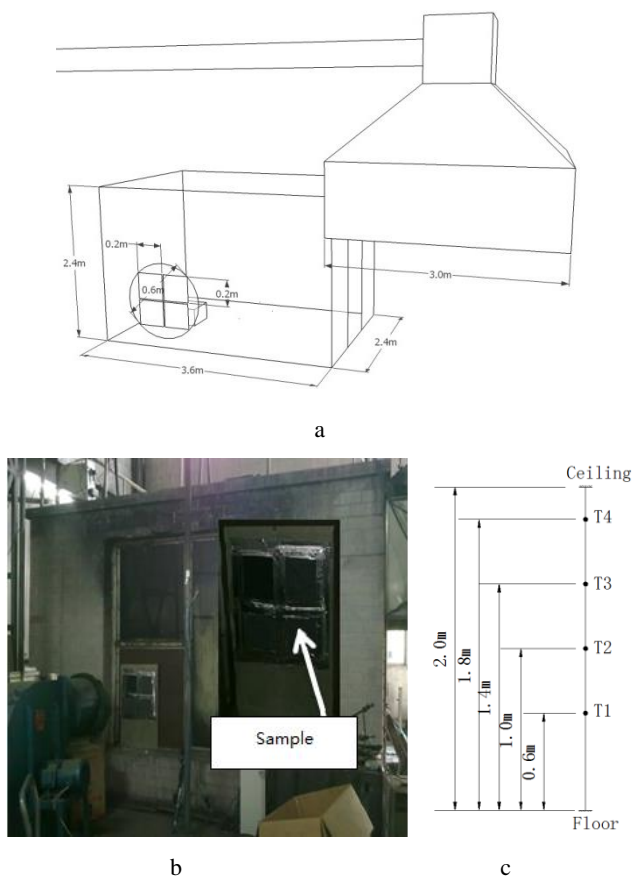 0.2m
2.4m
0.6m
0.2m
3.0m
2.4m
3.6m
a
Ceiling
T4
T3
T2
T1
2.0m
1.8m
1.4m
1.0m
0.6m
Floor
Sample
b
c